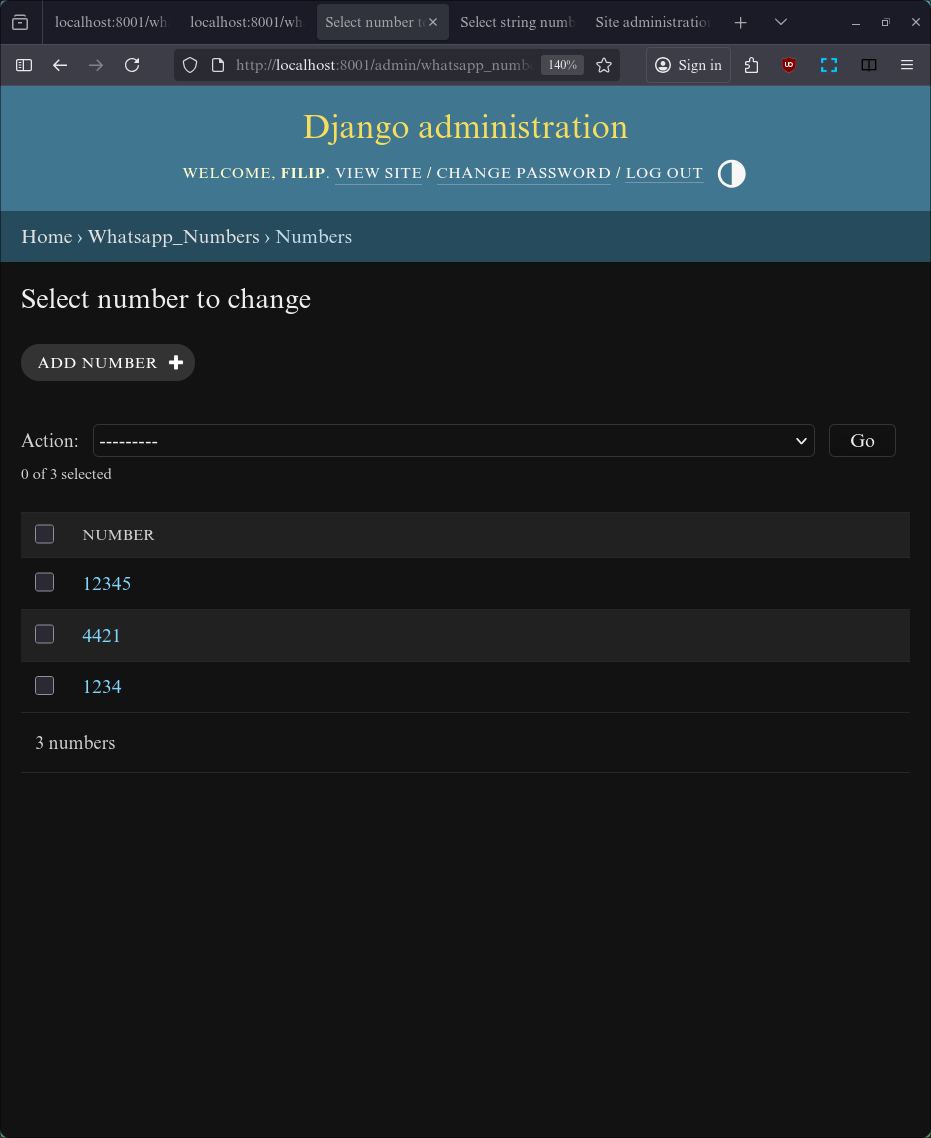 localhost:8001/wh
localhost:8001/wh
Select number t
Select string numb
Site administratio
http://localhost:8001/admin/whatsapp_numb
140%
Sign in
Django administration
WELCOME, FILIP. VIEW SITE / CHANGE PASSWORD / LOG OUT
Home › Whatsapp_Numbers › Numbers
Select number to change
ADD NUMBER
Action: ---------
Go
0 of 3 selected
NUMBER
12345
4421
1234
3 numbers